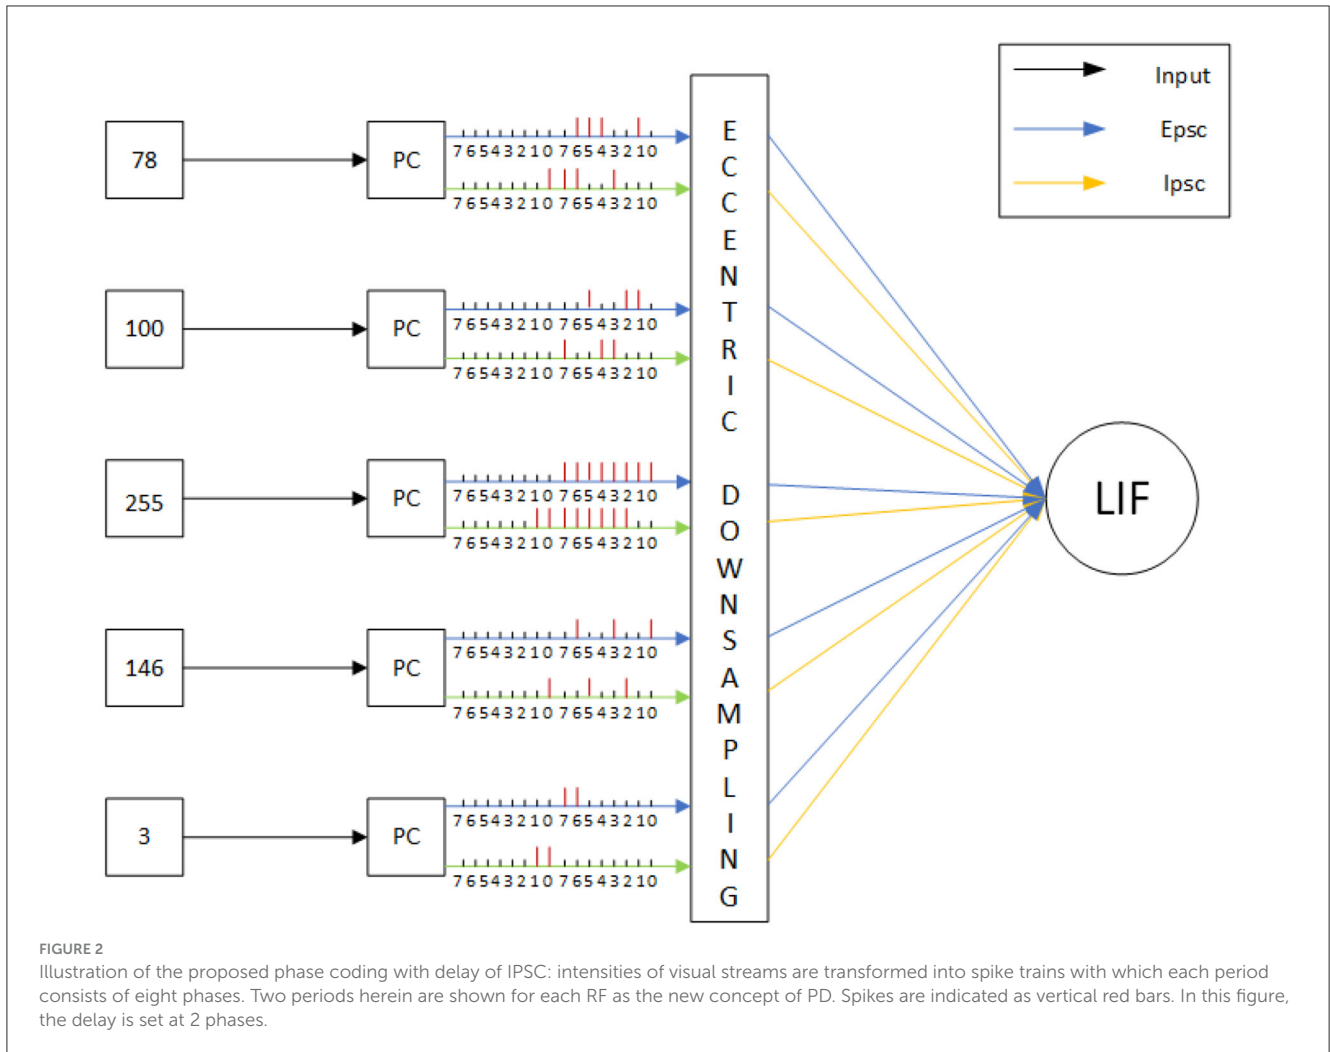 Input
Epsc
Ipsc
78
PC
7 6 5 4 3 2 1 0 7 6 5 4 3 2 1 0
7 6 5 4 3 2 1 0 7 6 5 4 3 2 1 0
100
PC
7 6 5 4 3 2 1 0 7 6 5 4 3 2 1 0
7 6 5 4 3 2 1 0 7 6 5 4 3 2 1 0
255
PC
7 6 5 4 3 2 1 0 7 6 5 4 3 2 1 0
7 6 5 4 3 2 1 0 7 6 5 4 3 2 1 0
146
PC
7 6 5 4 3 2 1 0 7 6 5 4 3 2 1 0
7 6 5 4 3 2 1 0 7 6 5 4 3 2 1 0
3
PC
7 6 5 4 3 2 1 0 7 6 5 4 3 2 1 0
7 6 5 4 3 2 1 0 7 6 5 4 3 2 1 0
ECCENTRIC DOWNSAMPLING
LIF
FIGURE 2
Illustration of the proposed phase coding with delay of IPSC: intensities of visual streams are transformed into spike trains with which each period
consists of eight phases. Two periods herein are shown for each RF as the new concept of PD. Spikes are indicated as vertical red bars. In this figure,
the delay is set at 2 phases.